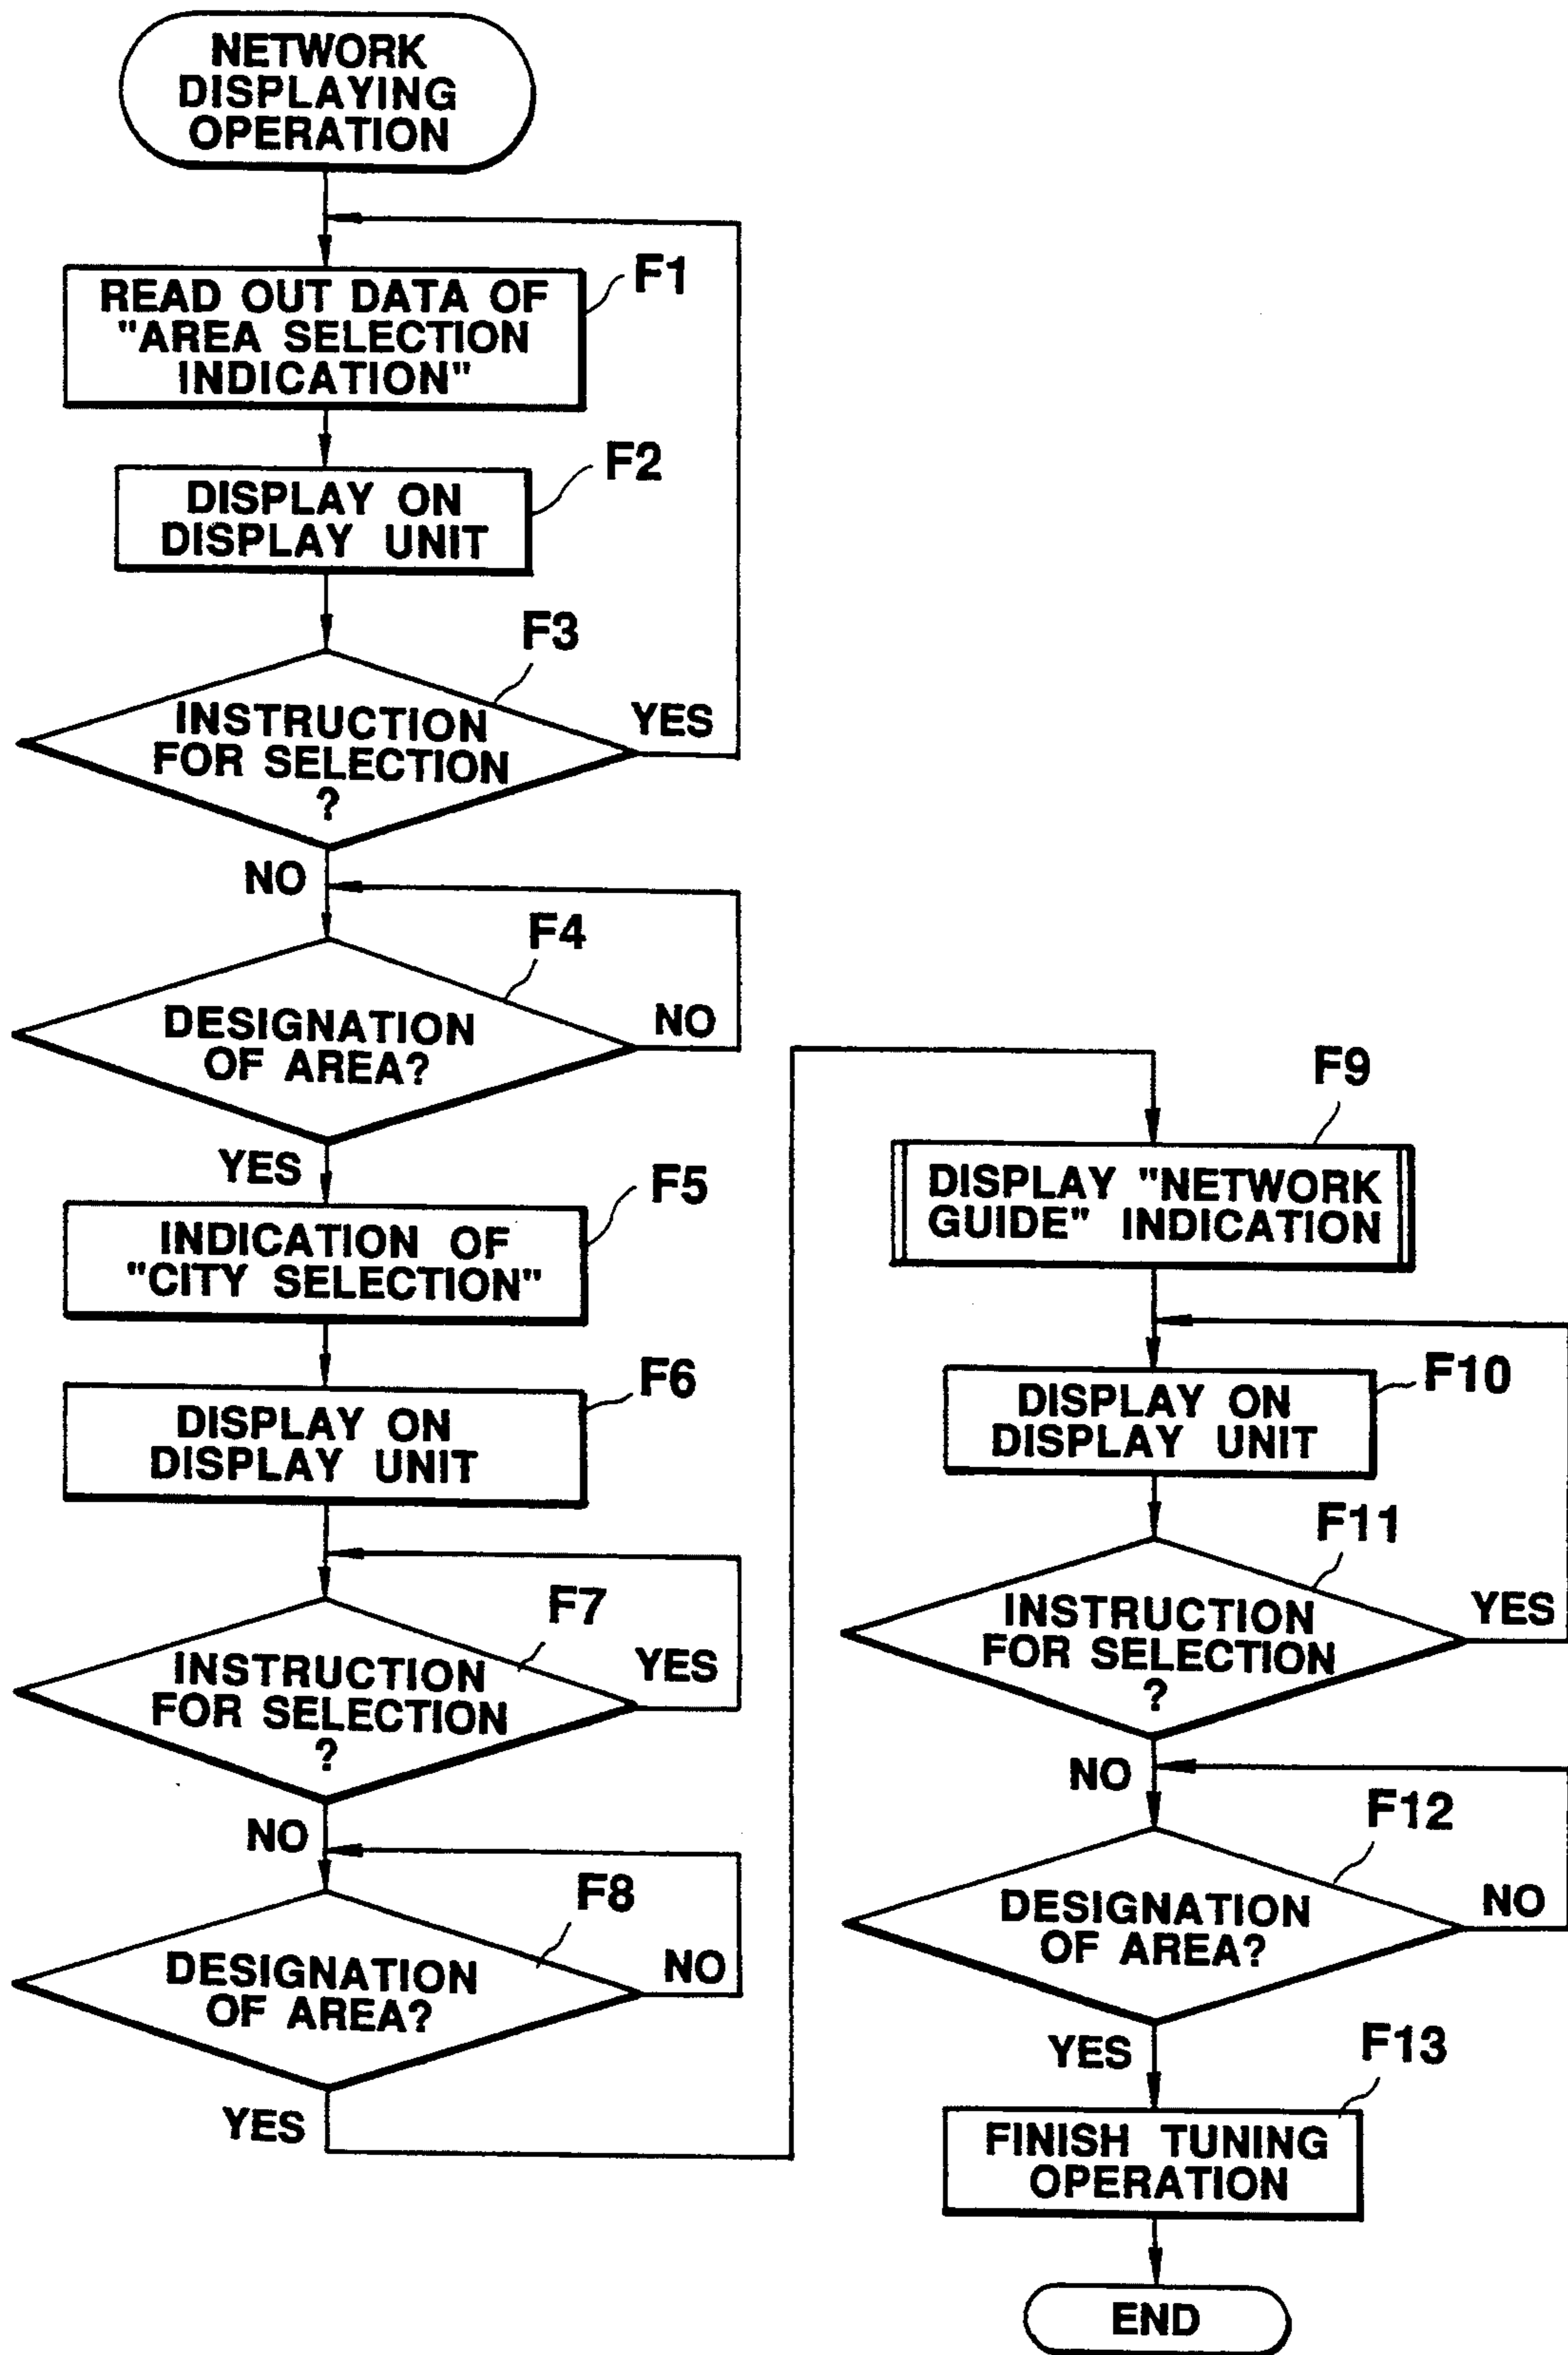 NETWORK
DISPLAYING
OPERATION
F1
READ OUT DATA OF
"AREA SELECTION
INDICATION"
F2
DISPLAY ON
DISPLAY UNIT
F3
INSTRUCTION
FOR SELECTION
?
YES
NO
F4
DESIGNATION
OF AREA?
NO
YES
F5
INDICATION OF
"CITY SELECTION"
F6
DISPLAY ON
DISPLAY UNIT
F7
INSTRUCTION
FOR SELECTION
?
YES
NO
F8
DESIGNATION
OF AREA?
NO
YES
F9
DISPLAY "NETWORK
GUIDE" INDICATION
F10
DISPLAY ON
DISPLAY UNIT
F11
INSTRUCTION
FOR SELECTION
?
YES
NO
F12
DESIGNATION
OF AREA?
NO
YES
F13
FINISH TUNING
OPERATION
END